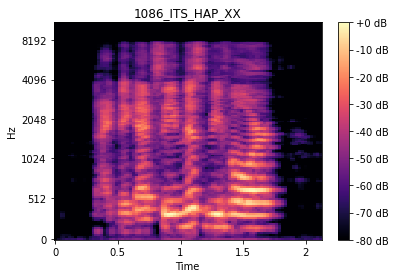 1086_ITS_HAP_XX
8192
4096
2048
1024
512
0
Hz
0
0.5
1
1.5
2
Time
+0 dB
-10 dB
-20 dB
-30 dB
-40 dB
-50 dB
-60 dB
-70 dB
-80 dB